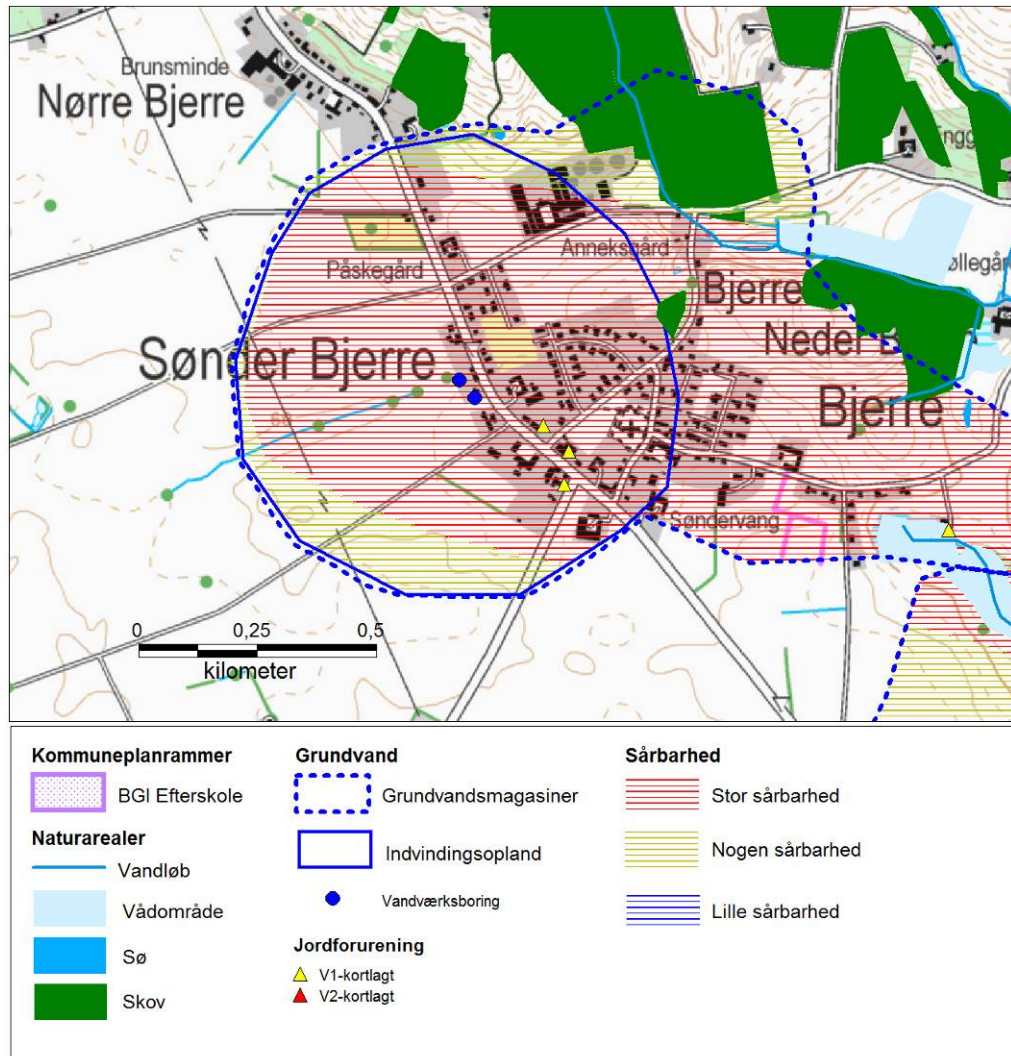 Brunsminde
Nørre Bjerre
Påskegård
Anneksgård
Bjerre
Sønder Bjerre
Neder B
Bjerre
Søndervang
0 0,25 0,5
kilometer
Kommuneplanrammer
BGI Efterskole
Naturarealer
Vandløb
Vådområde
Sø
Skov
Grundvand
Grundvandsmagasiner
Indvindingsopland
Vandværksboring
Jordforurening
V1-kortlagt
V2-kortlagt
Sårbarhed
Stor sårbarhed
Nogen sårbarhed
Lille sårbarhed